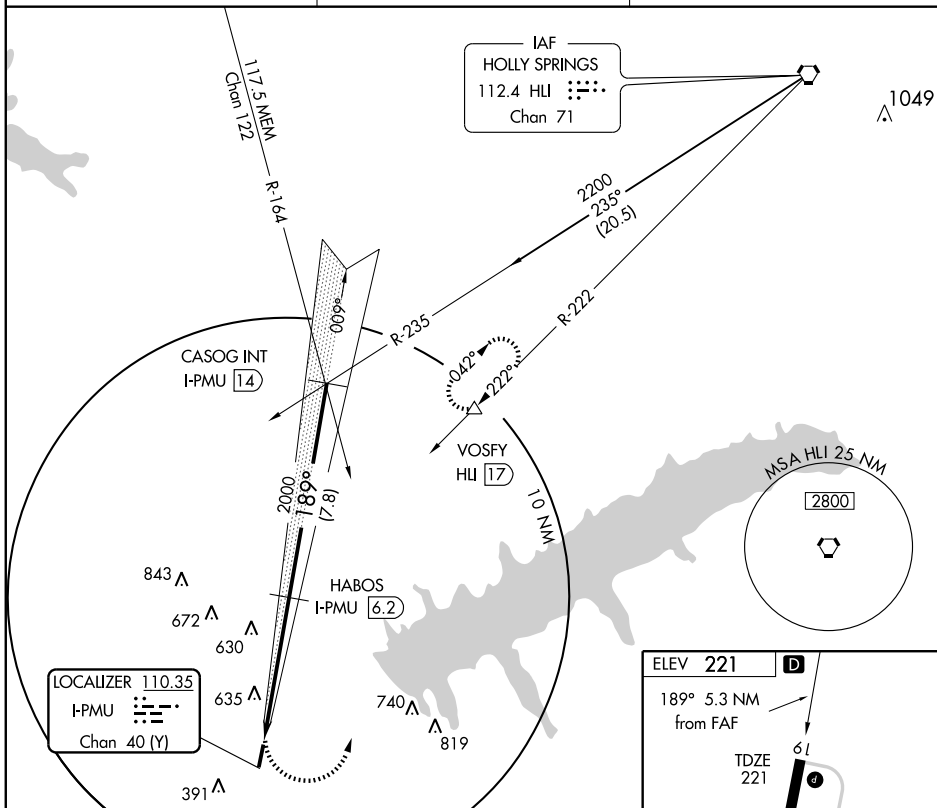 IAF
HOLLY SPRINGS
112.4 HLI
Chan 71
1049
117.5 MEM
Chan 122
R-164
2200
235°
(20.5)
R-222
R-235
009°
CASOG INT
I-PMU 14
042°
222°
VOSFY
HLI 17
10 NM
MSA HLI 25 NM
2800
2000
189°
(7.8)
HABOS
I-PMU 6.2
843
672
630
635
740
819
391
LOCALIZER 110.35
I-PMU
Chan 40 (Y)
ELEV 221
D
189° 5.3 NM
from FAF
TDZE
221
19
P